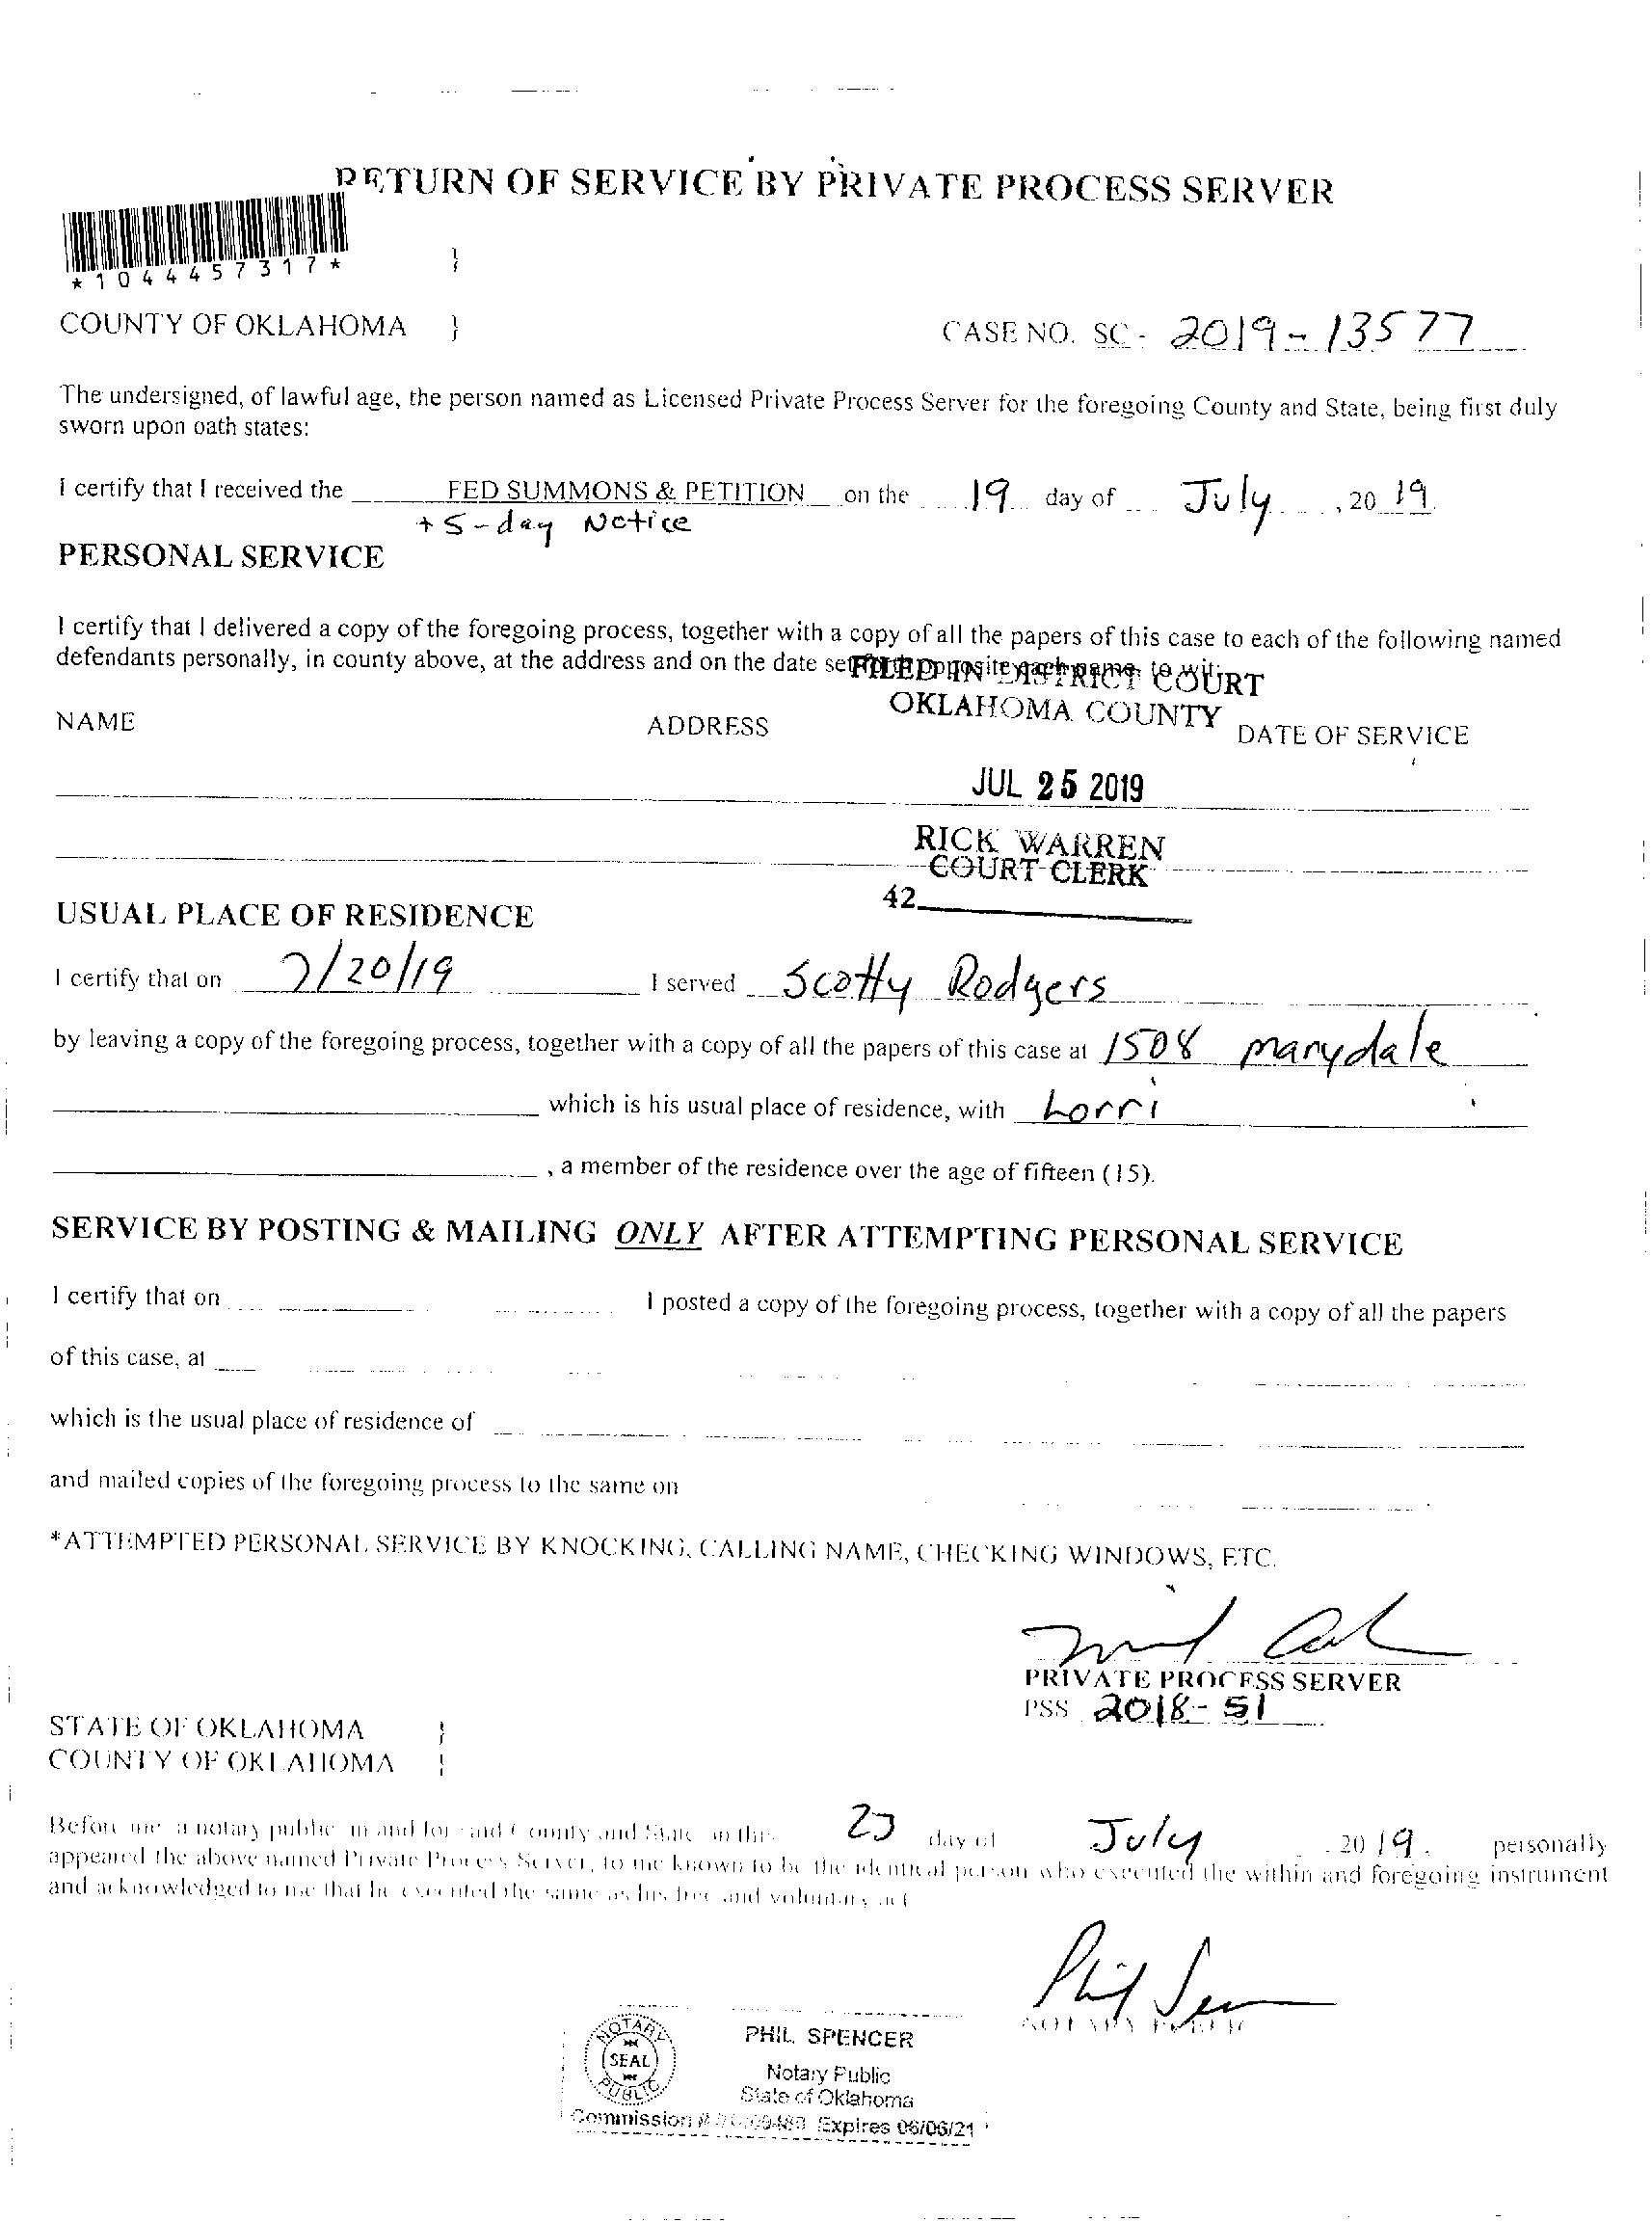 RETURN OF SERVICE BY PRIVATE PROCESS SERVER
*1044457317*
}
COUNTY OF OKLAHOMA }
CASE NO. SC - 2019-13577
The undersigned, of lawful age, the person named as Licensed Private Process Server for the foregoing County and State, being first duly
sworn upon oath states:
I certify that I received the FED SUMMONS & PETITION on the 19 day of July, 20 19
+ 5-day Notice
PERSONAL SERVICE
I certify that I delivered a copy of the foregoing process, together with a copy of all the papers of this case to each of the following named
defendants personally, in county above, at the address and on the date set forth opposite each name, to wit:
FILED IN DISTRICT COURT
OKLAHOMA COUNTY
NAME ADDRESS DATE OF SERVICE
JUL 25 2019
RICK WARREN
COURT CLERK
42
USUAL PLACE OF RESIDENCE
I certify that on 7/20/19 I served Scotty Rodgers
by leaving a copy of the foregoing process, together with a copy of all the papers of this case at 1508 marydale
which is his usual place of residence, with Lorri
, a member of the residence over the age of fifteen (15).
SERVICE BY POSTING & MAILING ONLY AFTER ATTEMPTING PERSONAL SERVICE
I certify that on I posted a copy of the foregoing process, together with a copy of all the papers
of this case, at
which is the usual place of residence of
and mailed copies of the foregoing process to the same on
*ATTEMPTED PERSONAL SERVICE BY KNOCKING, CALLING NAME, CHECKING WINDOWS, ETC.
PRIVATE PROCESS SERVER
PSS 2018-51
STATE OF OKLAHOMA }
COUNTY OF OKLAHOMA }
Before me a notary public in and for said County and State on this 23 day of July, 20 19. personally
appeared the above named Private Process Server, to me known to be the identical person who executed the within and foregoing instrument
and acknowledged to me that he executed the same as his free and voluntary act
NOTARY PUBLIC
NOTARY
SEAL
PUBLIC
PHIL SPENCER
Notary Public
State of Oklahoma
Commission # Expires 06/06/21